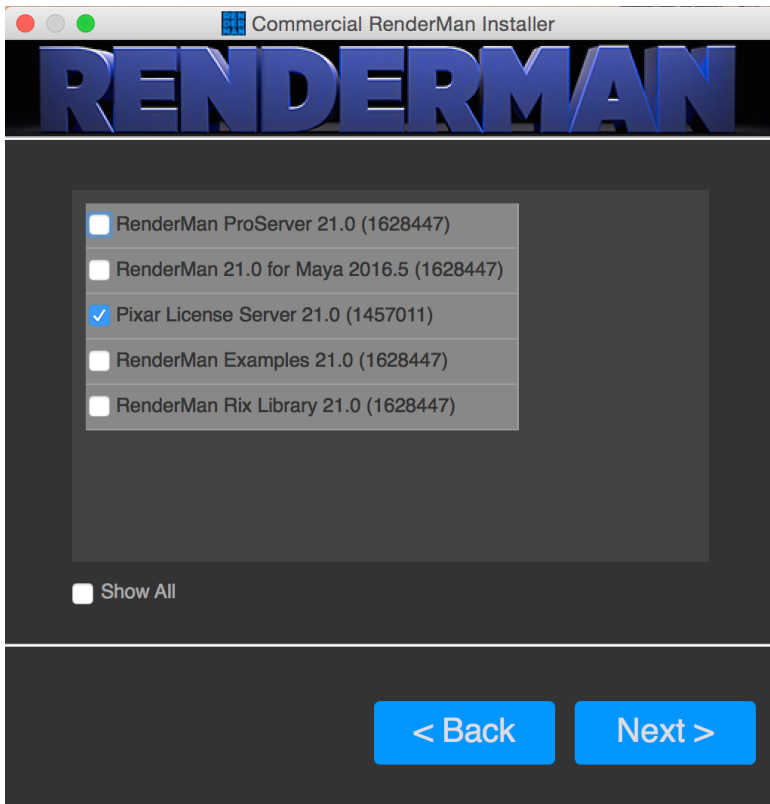 Commercial RenderMan Installer
RENDERMAN
RenderMan ProServer 21.0 (1628447)
RenderMan 21.0 for Maya 2016.5 (1628447)
Pixar License Server 21.0 (1457011)
RenderMan Examples 21.0 (1628447)
RenderMan Rix Library 21.0 (1628447)
Show All
< Back Next >